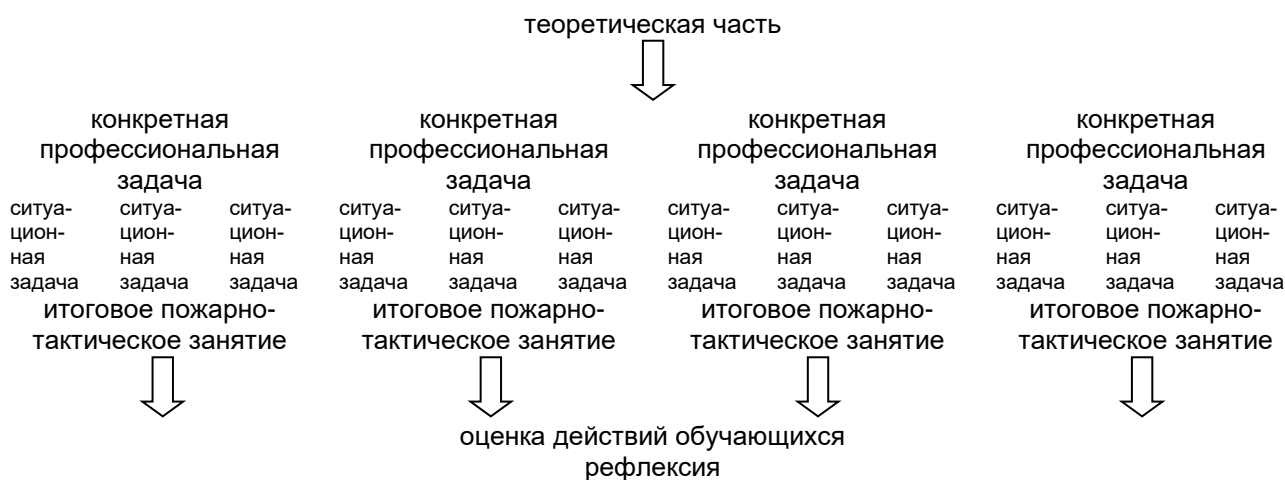 теоретическая часть
конкретная конкретная конкретная конкретная
профессиональная профессиональная профессиональная профессиональная
задача задача задача задача
ситуа- ситуа- ситуа- ситуа- ситуа- ситуа- ситуа- ситуа- ситуа- ситуа- ситуа- ситуа-
цион- цион- цион- цион- цион- цион- цион- цион- цион- цион- цион- цион-
ная ная ная ная ная ная ная ная ная ная ная ная
задача задача задача задача задача задача задача задача задача задача задача задача
итоговое пожарно- итоговое пожарно- итоговое пожарно- итоговое пожарно-
тактическое занятие тактическое занятие тактическое занятие тактическое занятие
оценка действий обучающихся
рефлексия